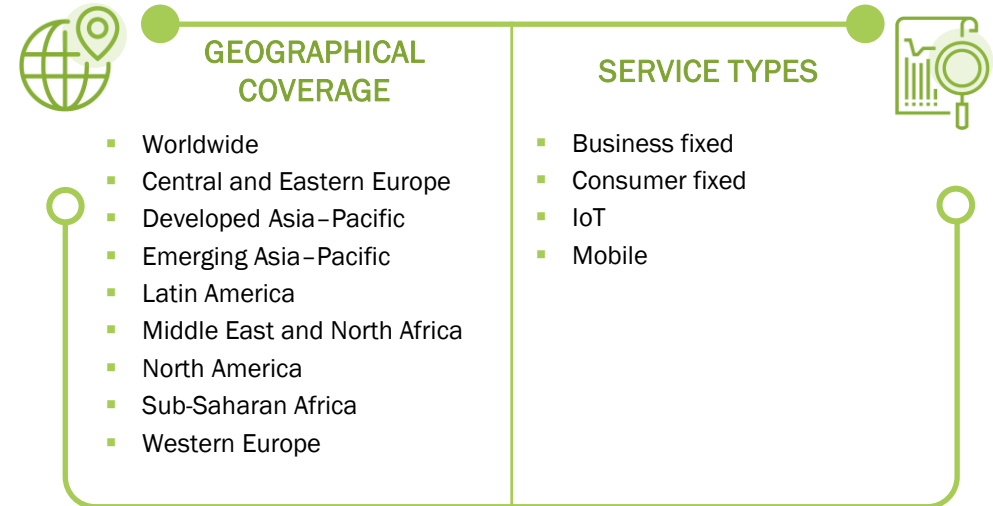 GEOGRAPHICAL
COVERAGE
▪ Worldwide
▪ Central and Eastern Europe
▪ Developed Asia–Pacific
▪ Emerging Asia–Pacific
▪ Latin America
▪ Middle East and North Africa
▪ North America
▪ Sub-Saharan Africa
▪ Western Europe
SERVICE TYPES
▪ Business fixed
▪ Consumer fixed
▪ IoT
▪ Mobile